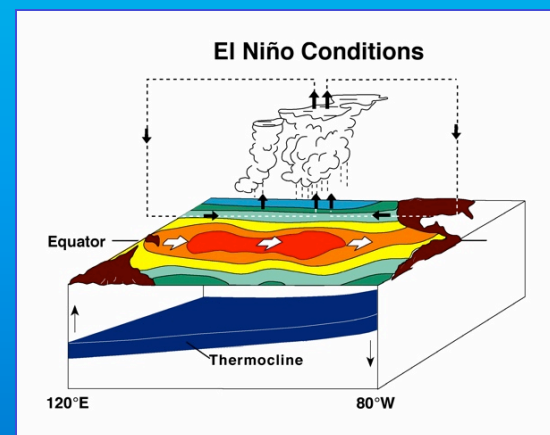 El Niño Conditions
Equator
Thermocline
120°E
80°W